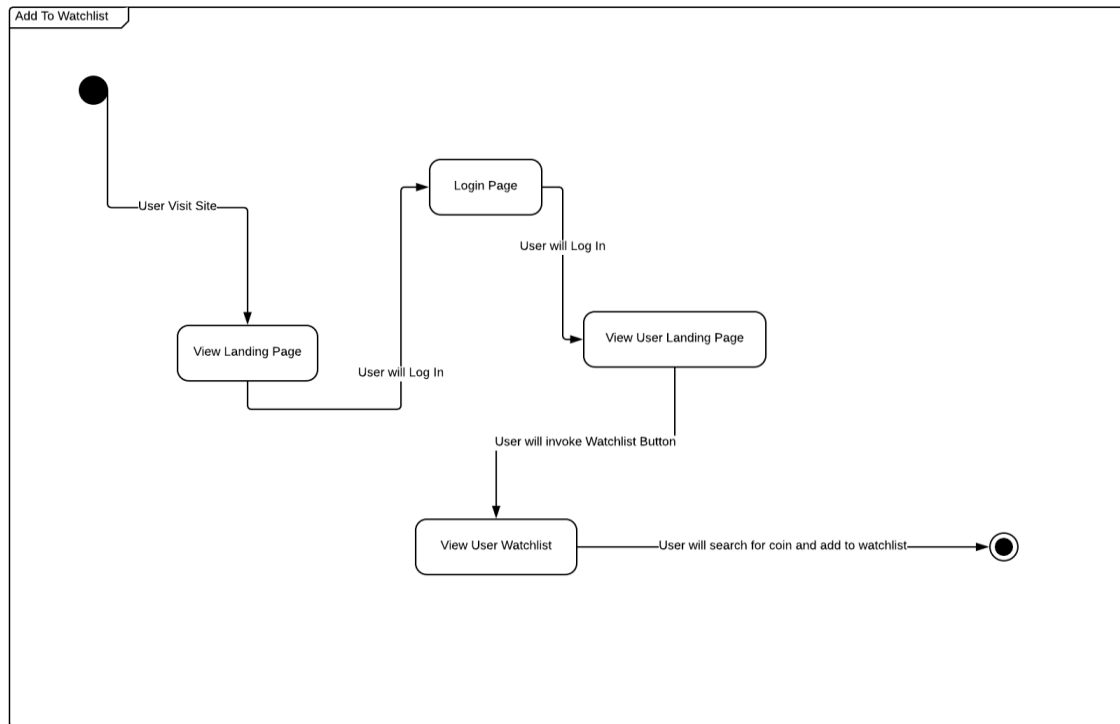 Add To Watchlist
User Visit Site
View Landing Page
User will Log In
Login Page
User will Log In
View User Landing Page
User will invoke Watchlist Button
View User Watchlist
User will search for coin and add to watchlist